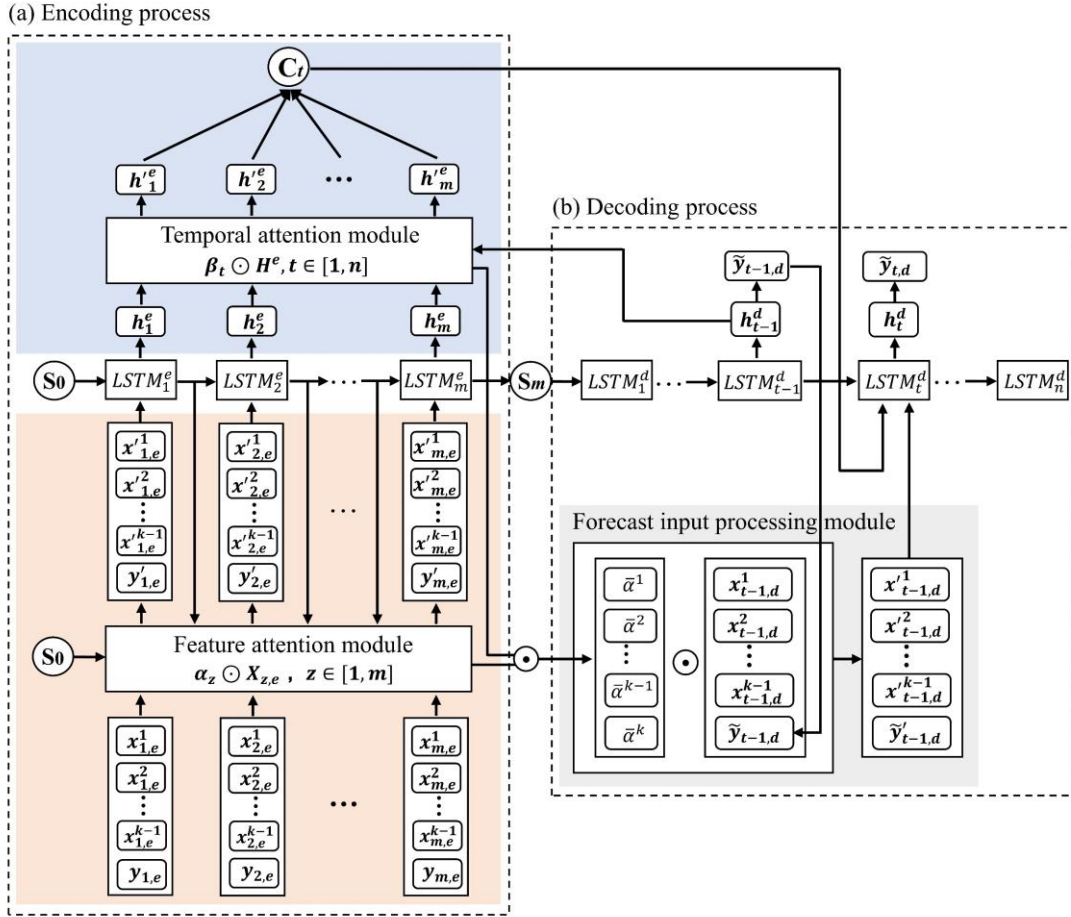 (a) Encoding process
C_t
h'^e_1 h'^e_2 ... h'^e_m
Temporal attention module
β_t ⊙ H^e, t ∈ [1, n]
h^e_1 h^e_2 h^e_m
S0 LSTM^e_1 LSTM^e_2 ... LSTM^e_m S_m
x'^1_{1,e} x'^1_{2,e} x'^1_{m,e}
x'^2_{1,e} x'^2_{2,e} x'^2_{m,e}
⋮ ⋮ ... ⋮
x'^{k-1}_{1,e} x'^{k-1}_{2,e} x'^{k-1}_{m,e}
y'_{1,e} y'_{2,e} y'_{m,e}
S0 Feature attention module
α_z ⊙ X_{z,e} , z ∈ [1, m]
x^1_{1,e} x^1_{2,e} x^1_{m,e}
x^2_{1,e} x^2_{2,e} x^2_{m,e}
⋮ ⋮ ... ⋮
x^{k-1}_{1,e} x^{k-1}_{2,e} x^{k-1}_{m,e}
y_{1,e} y_{2,e} y_{m,e}
(b) Decoding process
ỹ_{t-1,d} ỹ_{t,d}
h^d_{t-1} h^d_t
LSTM^d_1 ... LSTM^d_{t-1} LSTM^d_t ... LSTM^d_n
Forecast input processing module
ᾱ^1 x^1_{t-1,d} x'^1_{t-1,d}
ᾱ^2 x^2_{t-1,d} x'^2_{t-1,d}
⋮ ⊙ ⋮ ⋮
ᾱ^{k-1} x^{k-1}_{t-1,d} x'^{k-1}_{t-1,d}
ᾱ^k ỹ_{t-1,d} ỹ'_{t-1,d}